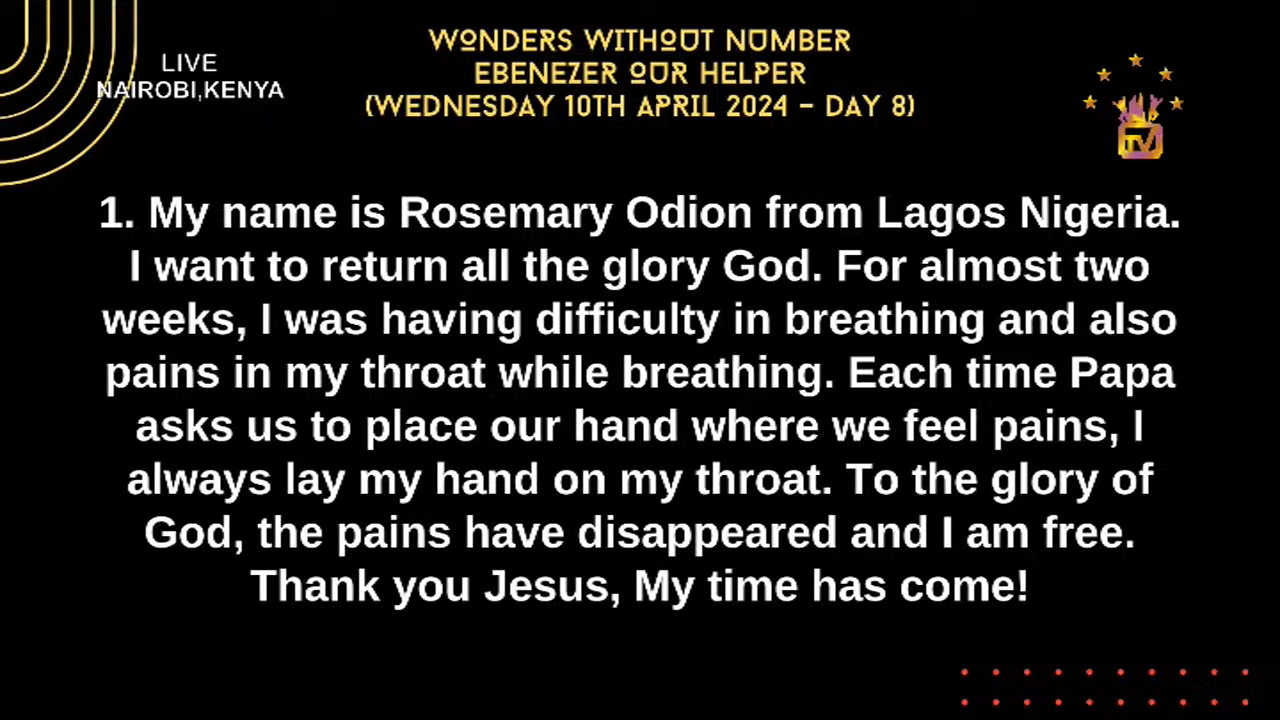 LIVE
NAIROBI,KENYA
WONDERS WITHOUT NUMBER
EBENEZER OUR HELPER
(WEDNESDAY 10TH APRIL 2024 - DAY 8)
TV
1. My name is Rosemary Odion from Lagos Nigeria.
I want to return all the glory God. For almost two
weeks, I was having difficulty in breathing and also
pains in my throat while breathing. Each time Papa
asks us to place our hand where we feel pains, I
always lay my hand on my throat. To the glory of
God, the pains have disappeared and I am free.
Thank you Jesus, My time has come!